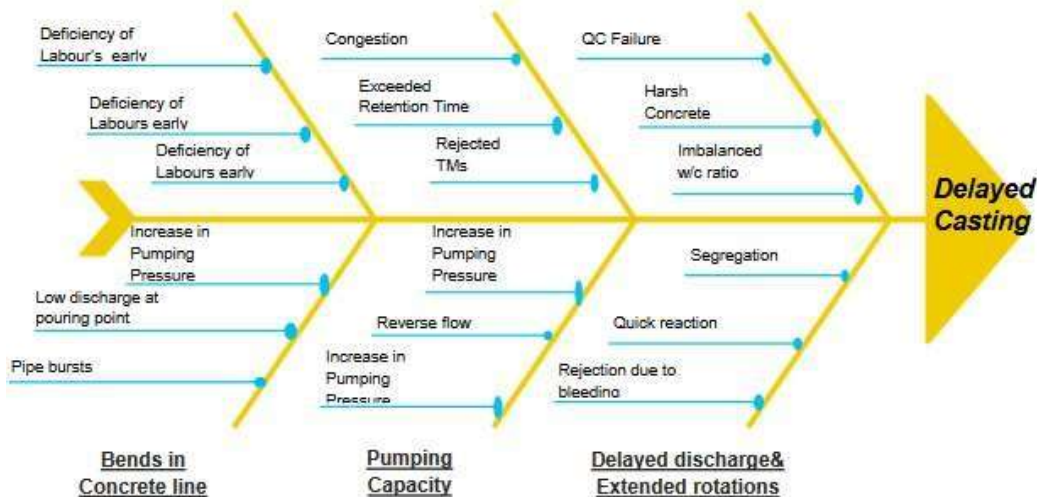 Deficiency of
Labour's early
Deficiency of
Labours early
Deficiency of
Labours early
Congestion
Exceeded
Retention Time
Rejected
TMs
QC Failure
Harsh
Concrete
Imbalanced
w/c ratio
Delayed
Casting
Increase in
Pumping
Pressure
Low discharge at
pouring point
Pipe bursts
Increase in
Pumping
Pressure
Reverse flow
Increase in
Pumping
Pressure
Segregation
Quick reaction
Rejection due to
bleeding
Bends in
Concrete line
Pumping
Capacity
Delayed discharge&
Extended rotations